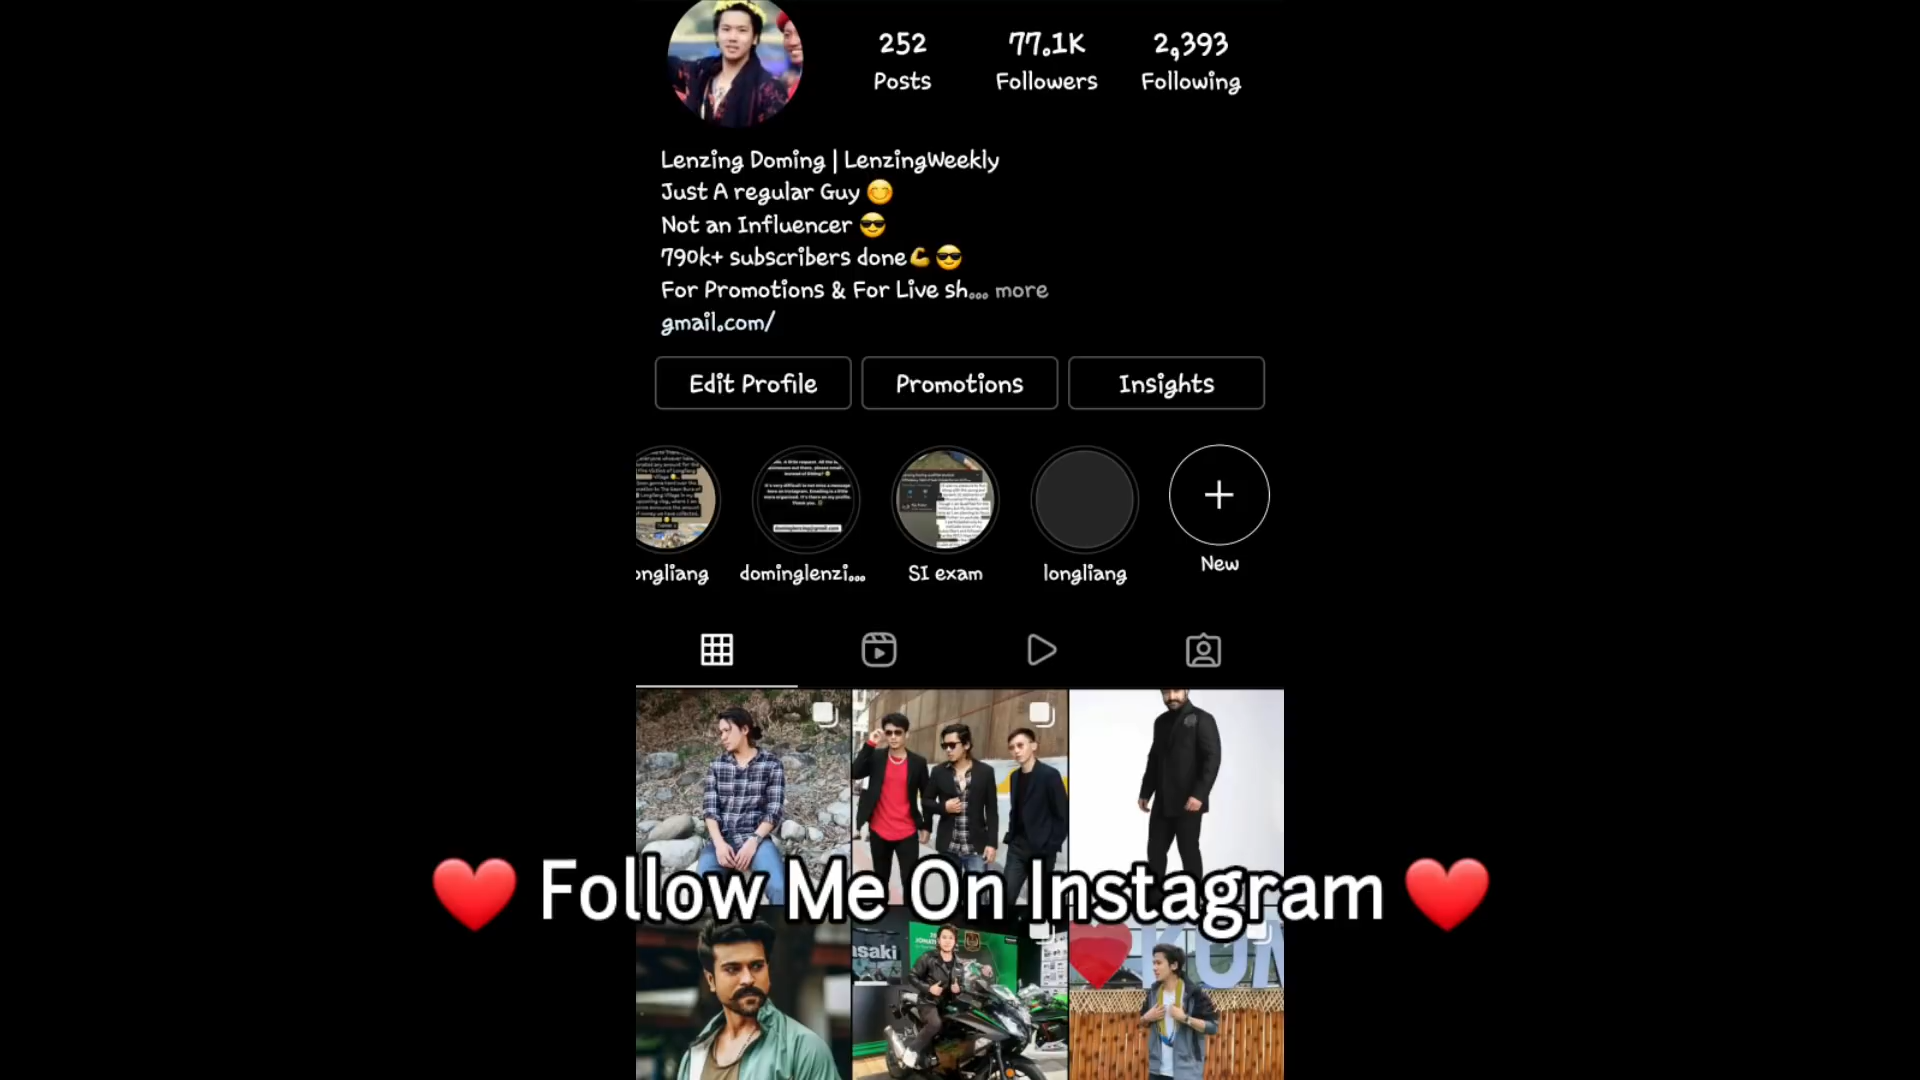 252
Posts
77.1K
Followers
2,393
Following
Lenzing Doming | LenzingWeekly
Just A regular Guy 😊
Not an Influencer 😎
790k+ subscribers done💪😎
For Promotions & For Live sh... more
gmail.com/
Edit Profile
Promotions
Insights
ongliang
dominglenzi...
SI exam
longliang
New
❤️ Follow Me On Instagram ❤️
asaki